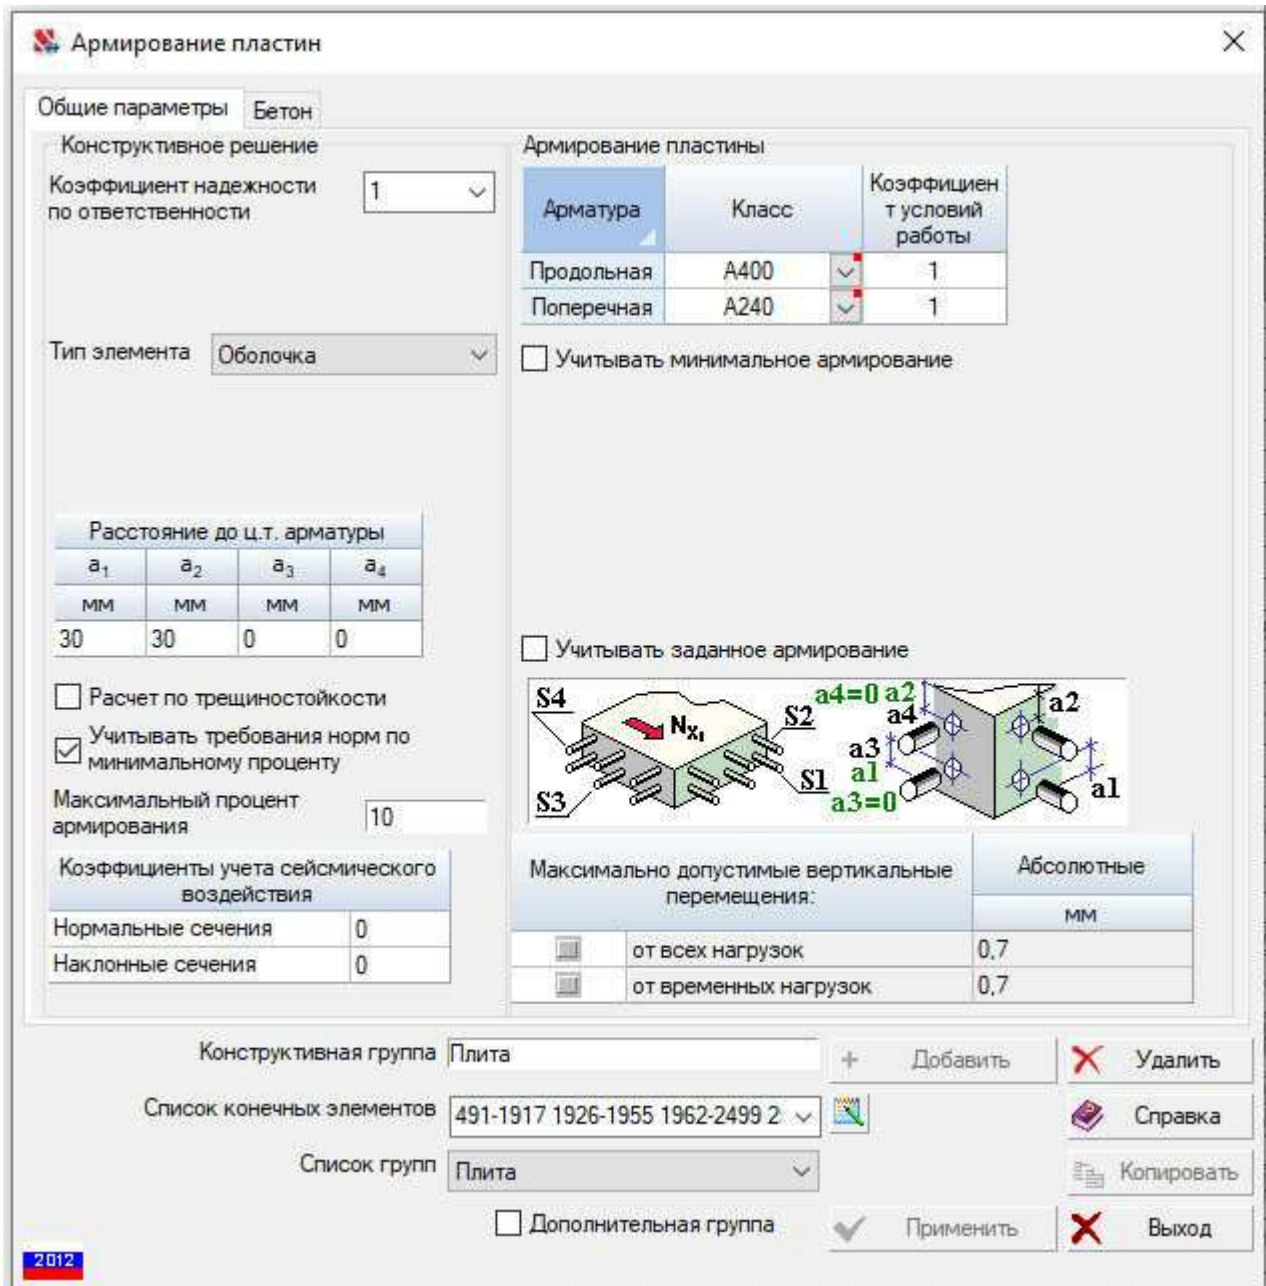 Армирование пластин
Общие параметры
Бетон
Конструктивное решение
Коэффициент надежности
по ответственности
1
Тип элемента
Оболочка
Расстояние до ц.т. арматуры
a₁ a₂ a₃ a₄
мм мм мм мм
30 30 0 0
Расчет по трещиностойкости
Учитывать требования норм по
минимальному проценту
Максимальный процент
армирования
10
Коэффициенты учета сейсмического
воздействия
Нормальные сечения 0
Наклонные сечения 0
Армирование пластины
Арматура
Класс
Коэффициен
т условий
работы
Продольная A400 1
Поперечная A240 1
Учитывать минимальное армирование
Учитывать заданное армирование
S4
Nx₁
S2
S1
S3
a4=0 a2
a4
a2
a3
a1
a3=0
a1
Максимально допустимые вертикальные
перемещения:
Абсолютные
мм
от всех нагрузок 0,7
от временных нагрузок 0,7
Конструктивная группа Плита
+ Добавить
Удалить
Список конечных элементов 491-1917 1926-1955 1962-2499 2
Справка
Список групп Плита
Копировать
Дополнительная группа
Применить
Выход
2012